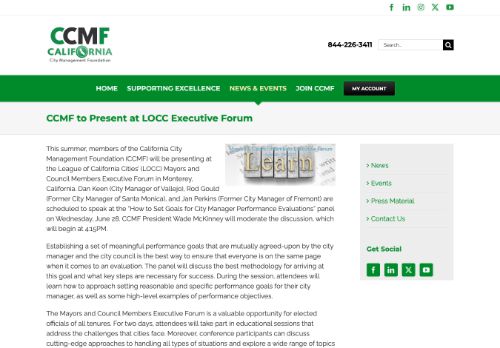 CCMF
CALIFORNIA
City Management Foundation
844-226-3411
Search...
HOME SUPPORTING EXCELLENCE NEWS & EVENTS JOIN CCMF MY ACCOUNT
CCMF to Present at LOCC Executive Forum
This summer, members of the California City
Management Foundation (CCMF) will be presenting at
the League of California Cities' (LOCC) Mayors and
Council Members Executive Forum in Monterey,
California. Dan Keen (City Manager of Vallejo), Rod Gould
(Former City Manager of Santa Monica), and Jan Perkins (Former City Manager of Fremont) are
scheduled to speak at the "How to Set Goals for City Manager Performance Evaluations" panel
on Wednesday, June 28. CCMF President Wade McKinney will moderate the discussion, which
will begin at 4:15PM.
Learn
Establishing a set of meaningful performance goals that are mutually agreed-upon by the city
manager and the city council is the best way to ensure that everyone is on the same page
when it comes to an evaluation. The panel will discuss the best methodology for arriving at
this goal and what key steps are necessary for success. During the session, attendees will
learn how to approach setting reasonable and specific performance goals for their city
manager, as well as some high-level examples of performance objectives.
The Mayors and Council Members Executive Forum is a valuable opportunity for elected
officials of all tenures. For two days, attendees will take part in educational sessions that
address the challenges that cities face. Moreover, conference participants can discuss
cutting-edge approaches to handling all types of situations and explore a wide range of topics
> News
> Events
> Press Material
> Contact Us
Get Social